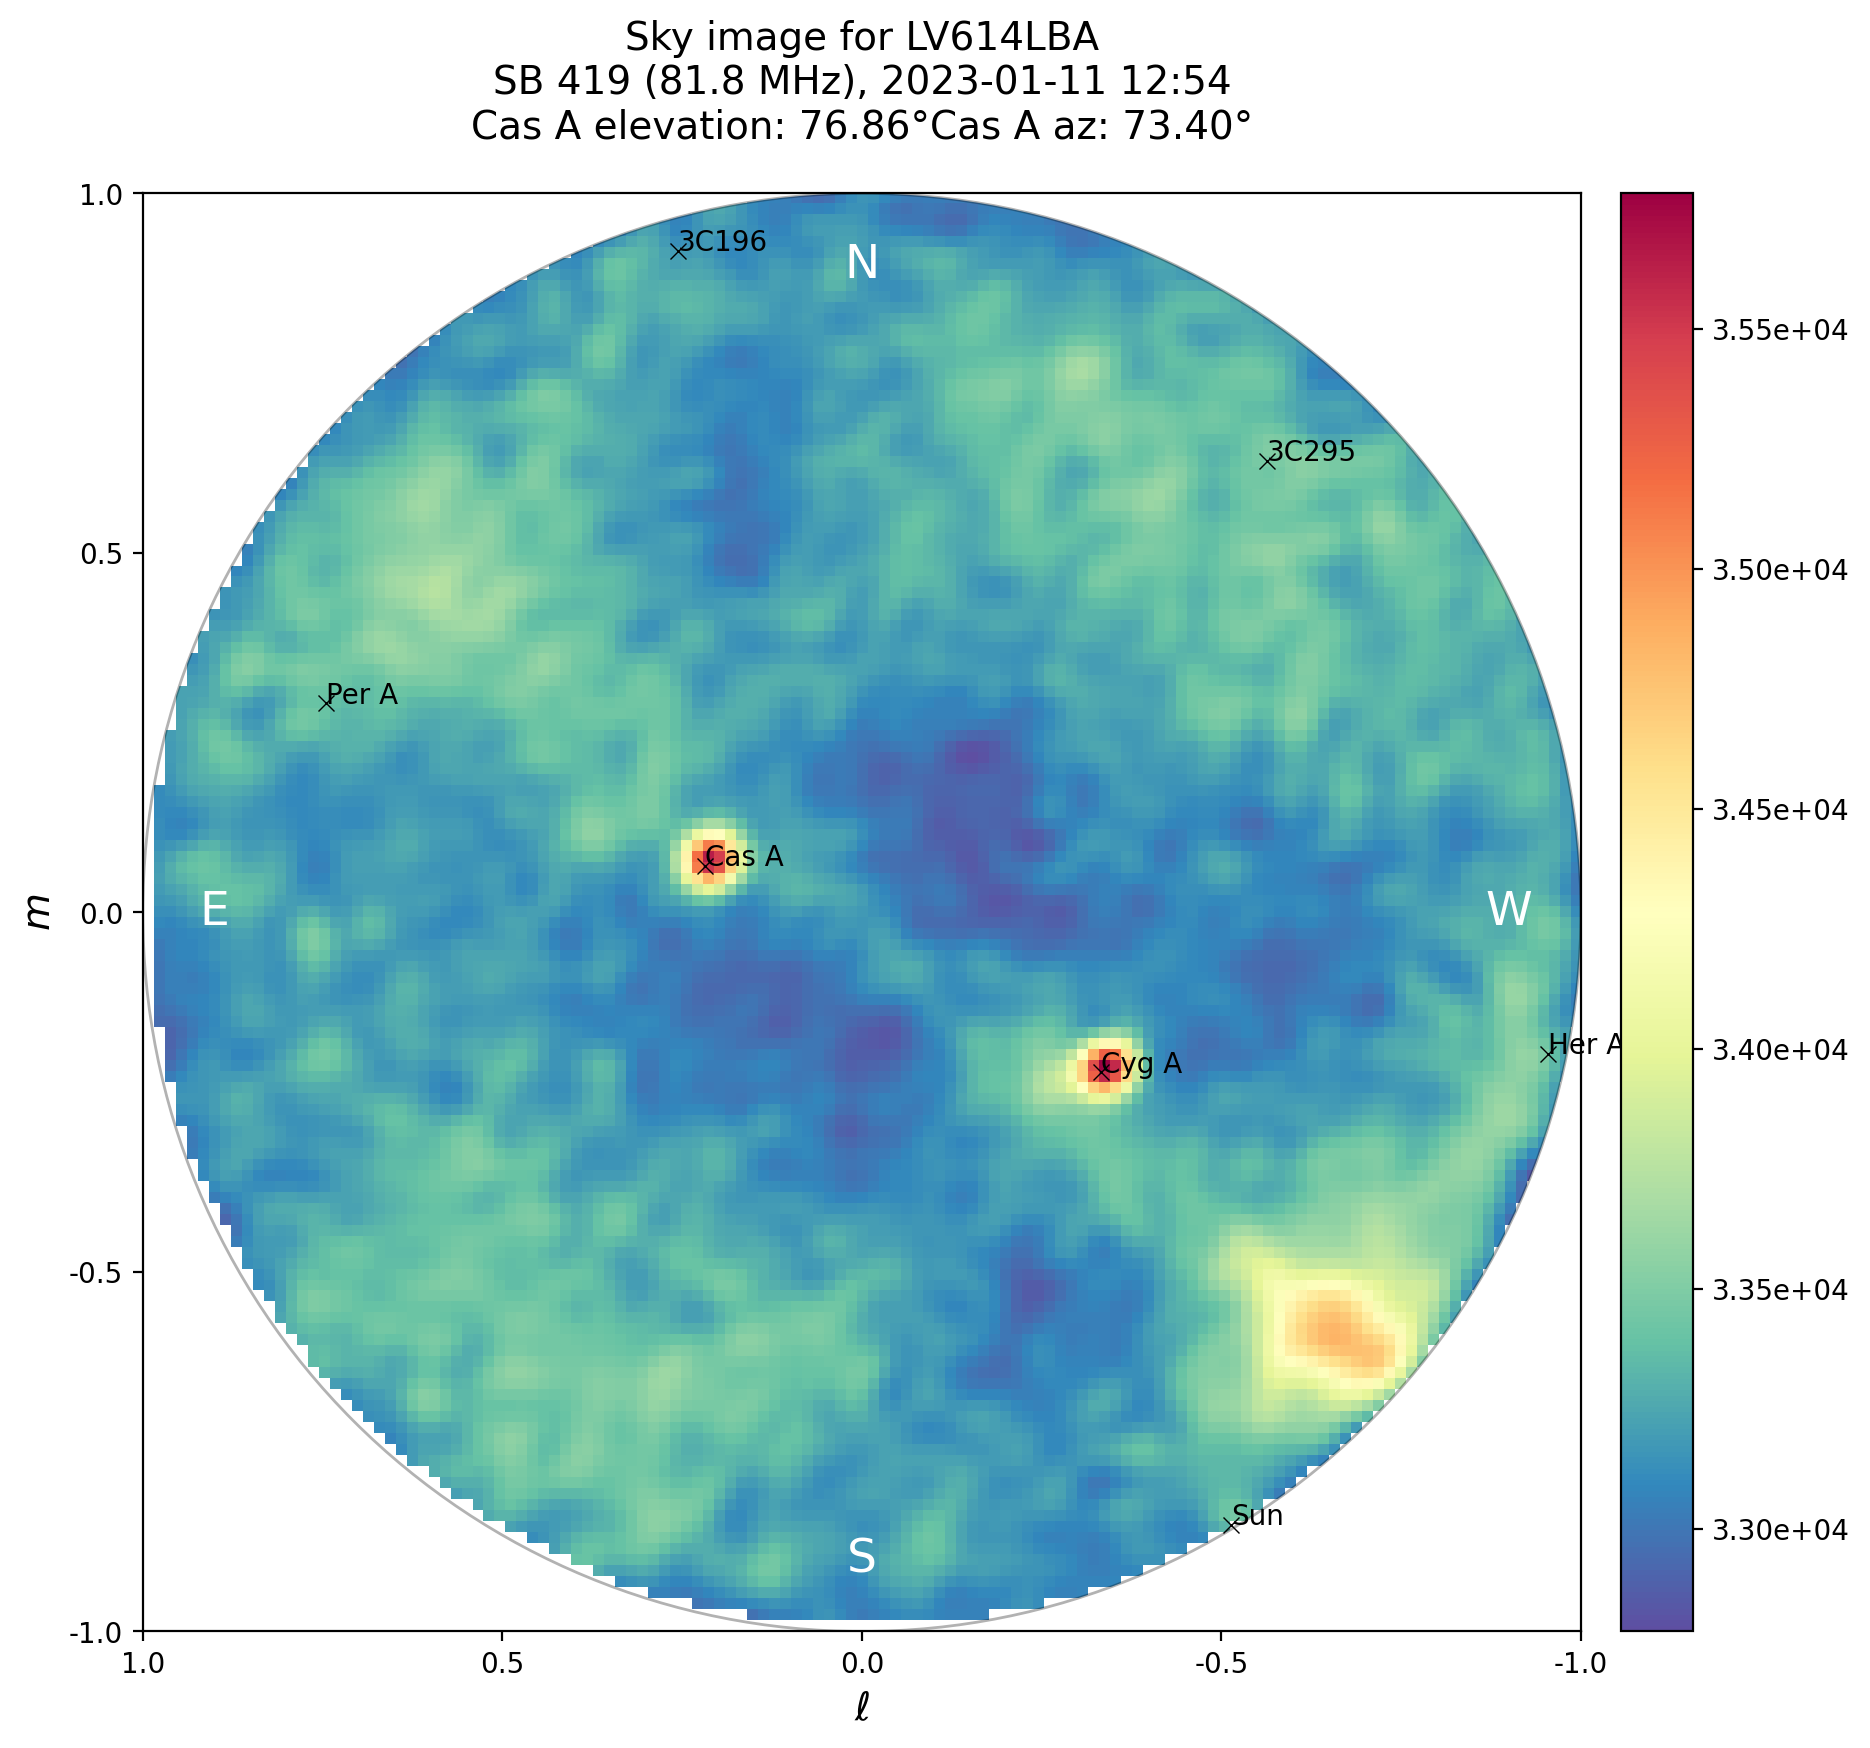 Sky image for LV614LBA
SB 419 (81.8 MHz), 2023-01-11 12:54
Cas A elevation: 76.86°Cas A az: 73.40°
1.0
3C196
N
3.55e+04
3C295
0.5
3.50e+04
Per A
3.45e+04
Cas A
m
0.0
E
W
Her A
3.40e+04
Cyg A
-0.5
3.35e+04
Sun
3.30e+04
S
-1.0
1.0 0.5 0.0 -0.5 -1.0
ℓ